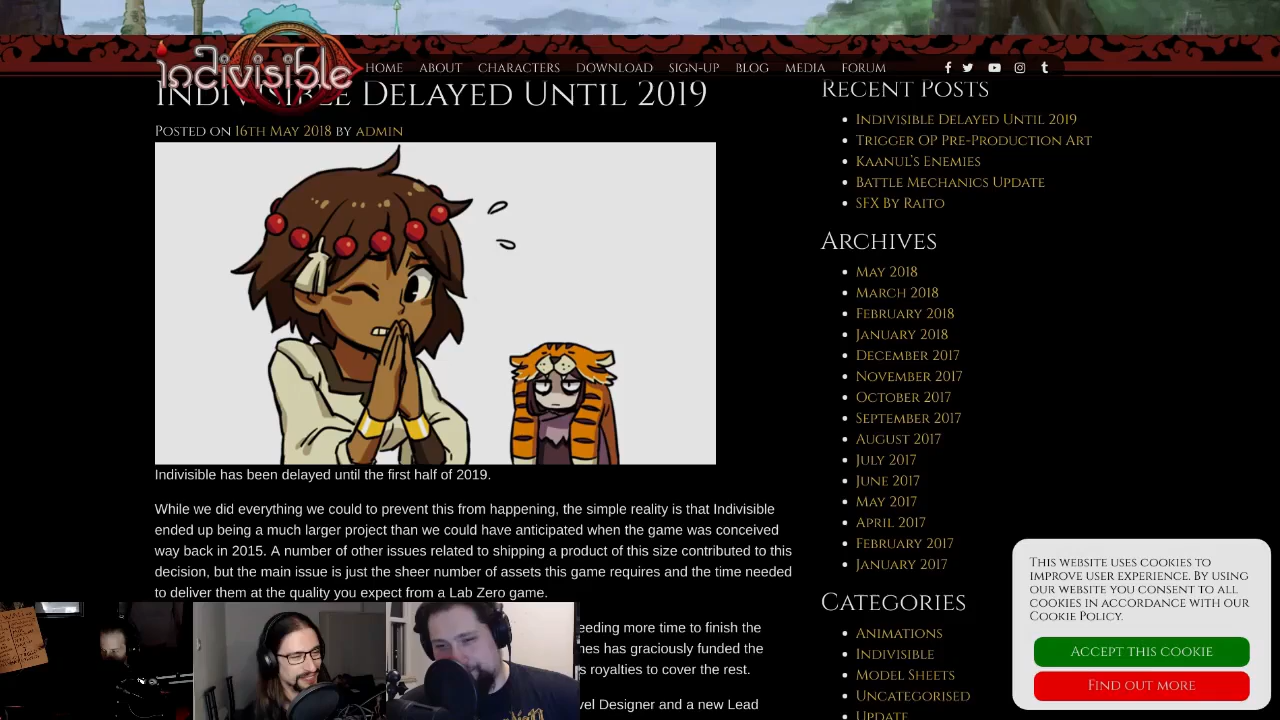 Indivisible
HOME ABOUT CHARACTERS DOWNLOAD SIGN-UP BLOG MEDIA FORUM
Indivisible Delayed Until 2019
Posted on 16th May 2018 by admin
Indivisible has been delayed until the first half of 2019.
While we did everything we could to prevent this from happening, the simple reality is that Indivisible
ended up being a much larger project than we could have anticipated when the game was conceived
way back in 2015. A number of other issues related to shipping a product of this size contributed to this
decision, but the main issue is just the sheer number of assets this game requires and the time needed
to deliver them at the quality you expect from a Lab Zero game.
eeding more time to finish the
nes has graciously funded the
s royalties to cover the rest.
vel Designer and a new Lead
Recent Posts
Indivisible Delayed Until 2019
Trigger OP Pre-Production Art
Kaanul's Enemies
Battle Mechanics Update
SFX By Raito
Archives
May 2018
March 2018
February 2018
January 2018
December 2017
November 2017
October 2017
September 2017
August 2017
July 2017
June 2017
May 2017
April 2017
February 2017
January 2017
Categories
Animations
Indivisible
Model Sheets
Uncategorised
Update
This website uses cookies to
improve user experience. By using
our website you consent to all
cookies in accordance with our
Cookie Policy.
Accept this cookie
Find out more